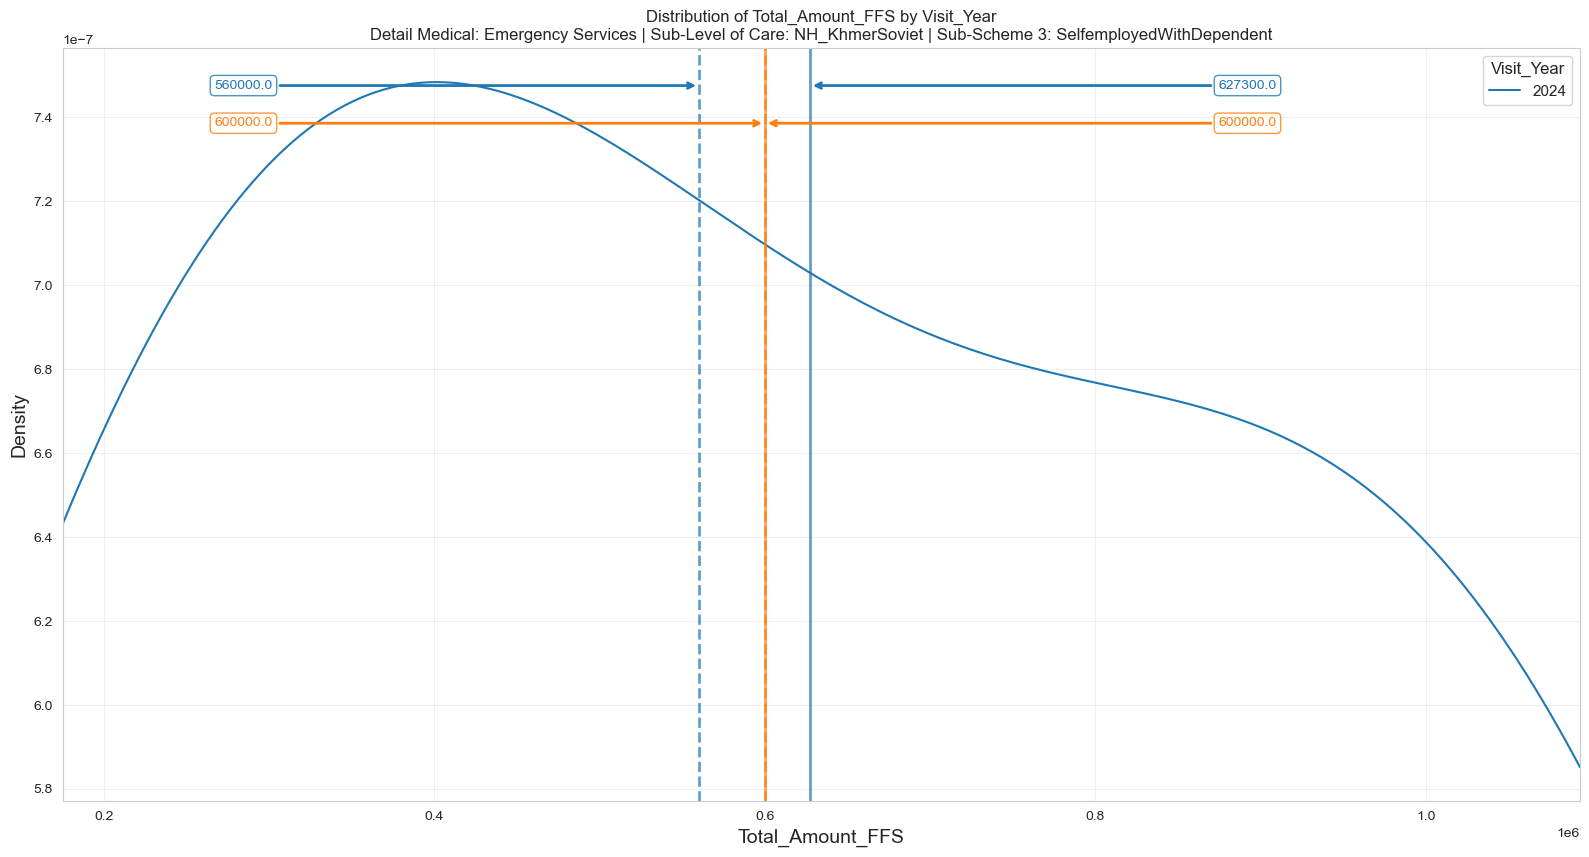 Distribution of Total_Amount_FFS by Visit_Year
Detail Medical: Emergency Services | Sub-Level of Care: NH_KhmerSoviet | Sub-Scheme 3: SelfemployedWithDependent
1e−7
560000.0
627300.0
600000.0
600000.0
Visit_Year
2024
7.4
7.2
7.0
6.8
6.6
6.4
6.2
6.0
5.8
Density
0.2
0.4
0.6
0.8
1.0
1e6
Total_Amount_FFS